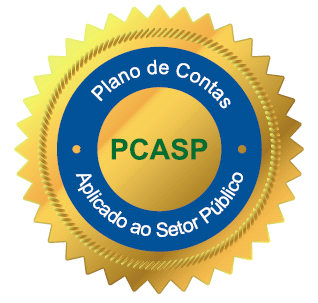 Plano de Contas
PCASP
Aplicado ao Setor Público